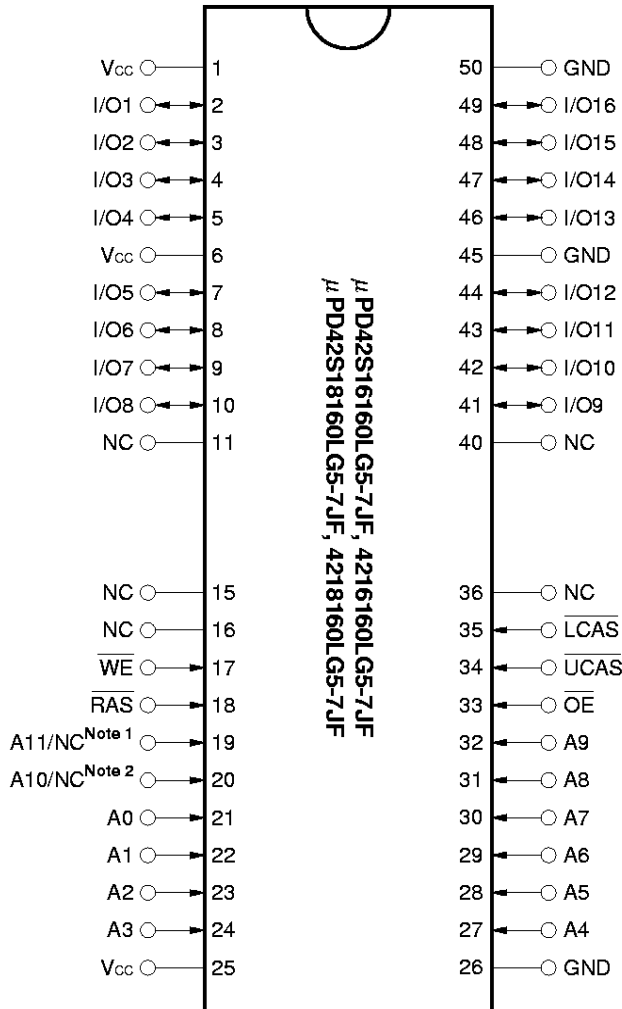 Vcc 1 50 GND
I/O1 2 49 I/O16
I/O2 3 48 I/O15
I/O3 4 47 I/O14
I/O4 5 46 I/O13
Vcc 6 45 GND
I/O5 7 44 I/O12
I/O6 8 43 I/O11
I/O7 9 42 I/O10
I/O8 10 41 I/O9
NC 11 40 NC
NC 15 36 NC
NC 16 35 L̅C̅A̅S̅
W̅E̅ 17 34 U̅C̅A̅S̅
R̅A̅S̅ 18 33 O̅E̅
A11/NC Note 1 19 32 A9
A10/NC Note 2 20 31 A8
A0 21 30 A7
A1 22 29 A6
A2 23 28 A5
A3 24 27 A4
Vcc 25 26 GND
µPD42S16160LG5-7JF, 4216160LG5-7JF
µPD42S18160LG5-7JF, 4218160LG5-7JF